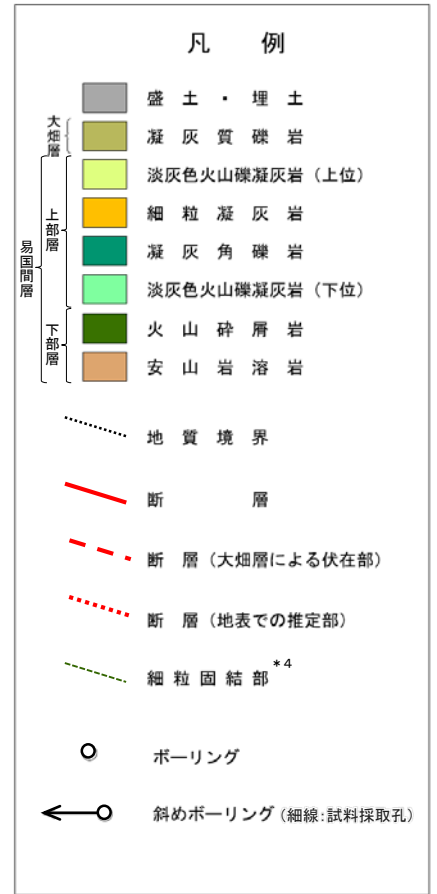 凡 例
盛土・埋土
大畑層
凝灰質礫岩
易国間層
上部層
淡灰色火山礫凝灰岩（上位）
細粒凝灰岩
凝灰角礫岩
淡灰色火山礫凝灰岩（下位）
下部層
火山砕屑岩
安山岩溶岩
地質境界
断層
断層（大畑層による伏在部）
断層（地表での推定部）
細粒固結部＊4
ボーリング
斜めボーリング（細線：試料採取孔）